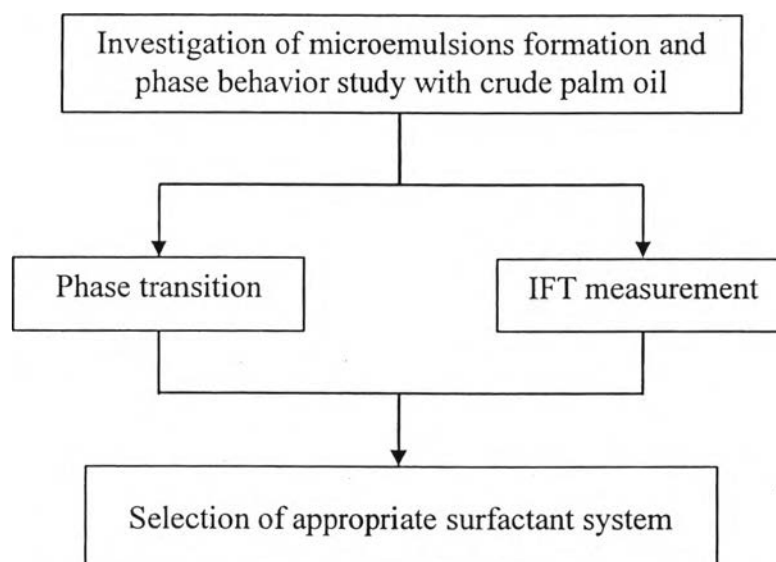 Investigation of microemulsions formation and
phase behavior study with crude palm oil
Phase transition
IFT measurement
Selection of appropriate surfactant system